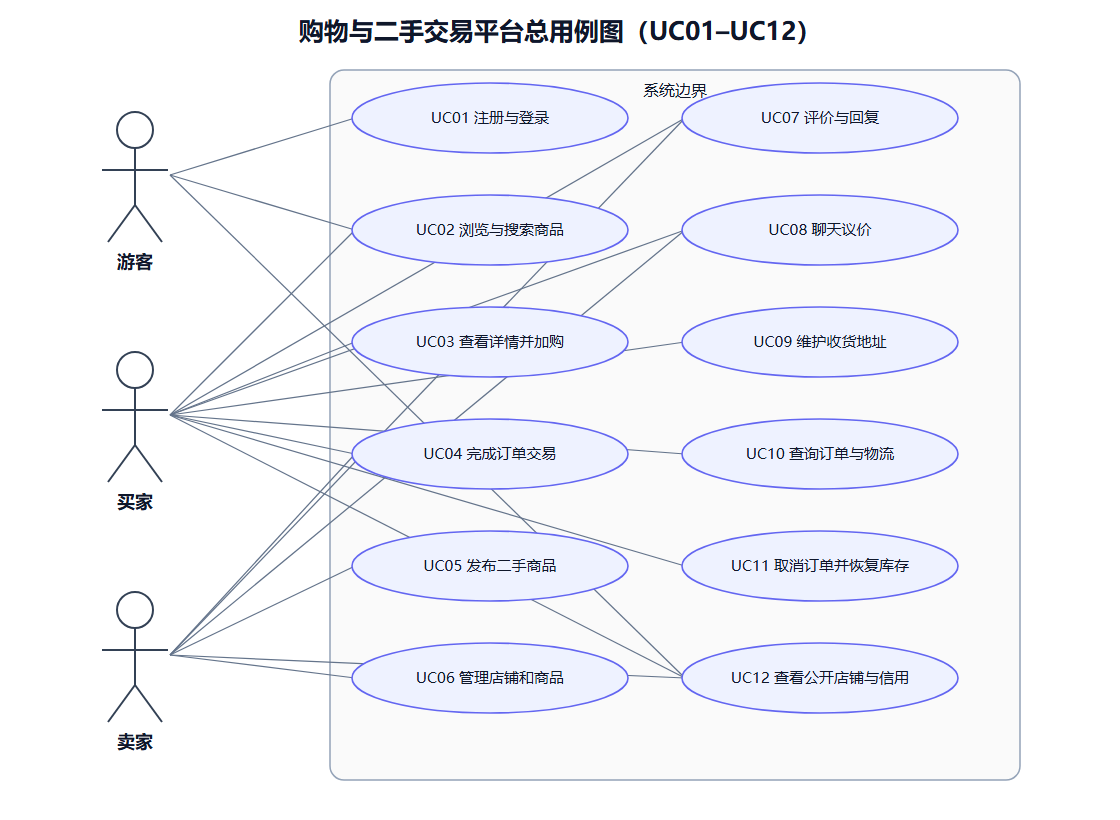 购物与二手交易平台总用例图（UC01–UC12）
系统边界
UC01 注册与登录
UC07 评价与回复
UC02 浏览与搜索商品
UC08 聊天议价
游客
UC03 查看详情并加购
UC09 维护收货地址
UC04 完成订单交易
UC10 查询订单与物流
买家
UC05 发布二手商品
UC11 取消订单并恢复库存
UC06 管理店铺和商品
UC12 查看公开店铺与信用
卖家